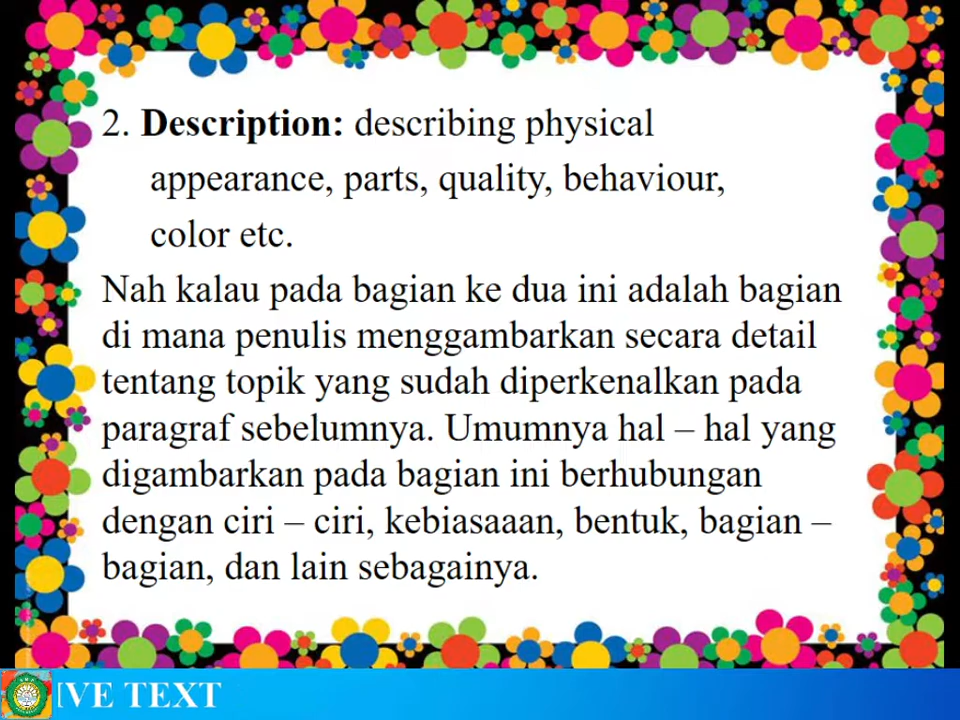 2. Description: describing physical
appearance, parts, quality, behaviour,
color etc.
Nah kalau pada bagian ke dua ini adalah bagian
di mana penulis menggambarkan secara detail
tentang topik yang sudah diperkenalkan pada
paragraf sebelumnya. Umumnya hal – hal yang
digambarkan pada bagian ini berhubungan
dengan ciri – ciri, kebiasaaan, bentuk, bagian –
bagian, dan lain sebagainya.
IVE TEXT